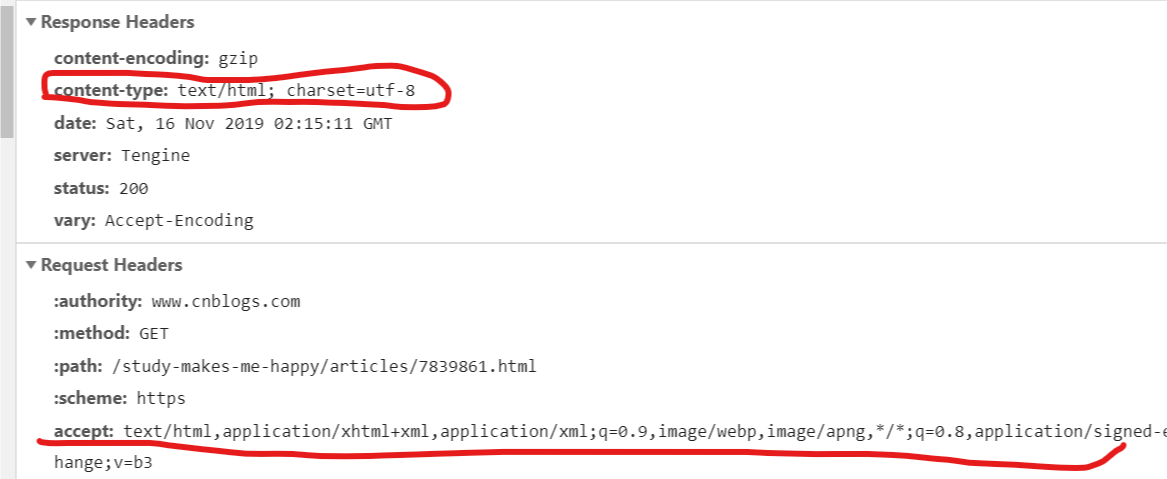 Response Headers
content-encoding: gzip
content-type: text/html; charset=utf-8
date: Sat, 16 Nov 2019 02:15:11 GMT
server: Tengine
status: 200
vary: Accept-Encoding
Request Headers
:authority: www.cnblogs.com
:method: GET
:path: /study-makes-me-happy/articles/7839861.html
:scheme: https
accept: text/html,application/xhtml+xml,application/xml;q=0.9,image/webp,image/apng,*/*;q=0.8,application/signed-e
hange;v=b3